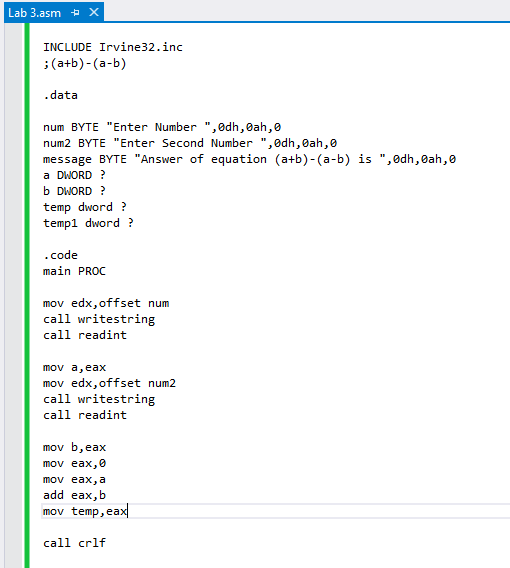 Lab 3.asm
INCLUDE Irvine32.inc
;(a+b)-(a-b)
.data
num BYTE "Enter Number ",0dh,0ah,0
num2 BYTE "Enter Second Number ",0dh,0ah,0
message BYTE "Answer of equation (a+b)-(a-b) is ",0dh,0ah,0
a DWORD ?
b DWORD ?
temp dword ?
temp1 dword ?
.code
main PROC
mov edx,offset num
call writestring
call readint
mov a,eax
mov edx,offset num2
call writestring
call readint
mov b,eax
mov eax,0
mov eax,a
add eax,b
mov temp,eax
call crlf